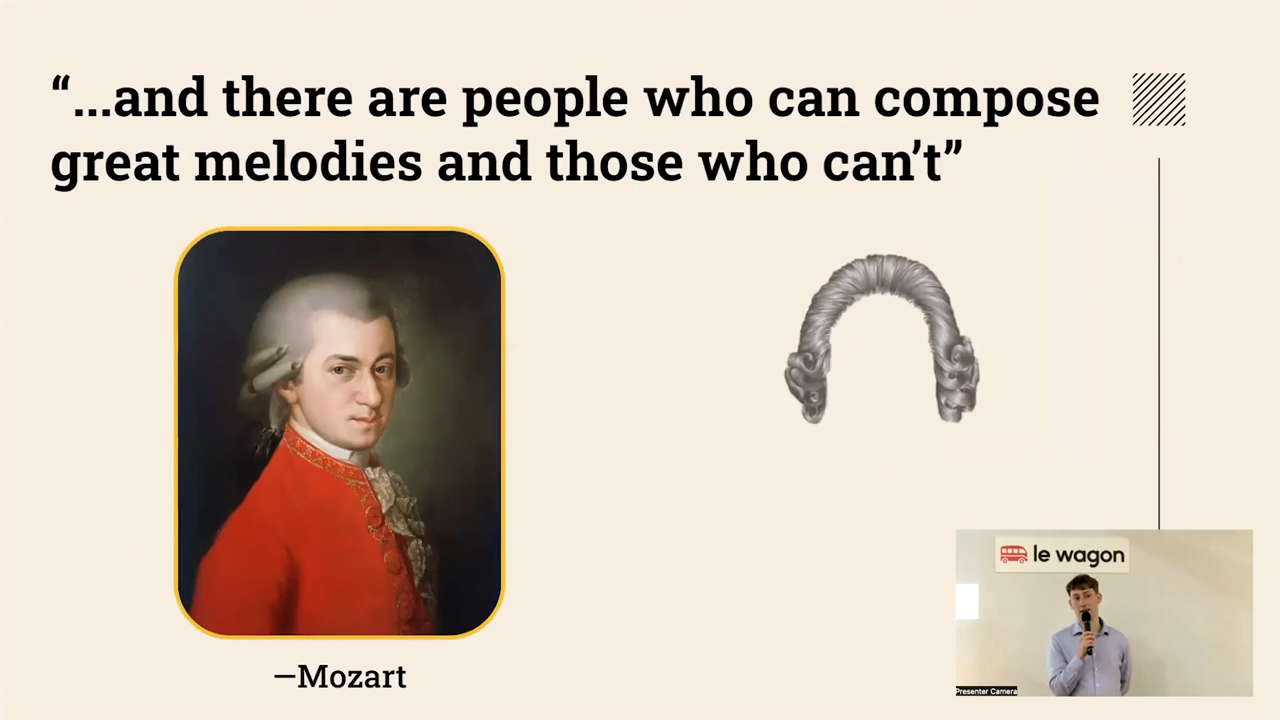 “...and there are people who can compose
great melodies and those who can’t”
—Mozart
le wagon
Presenter Camera